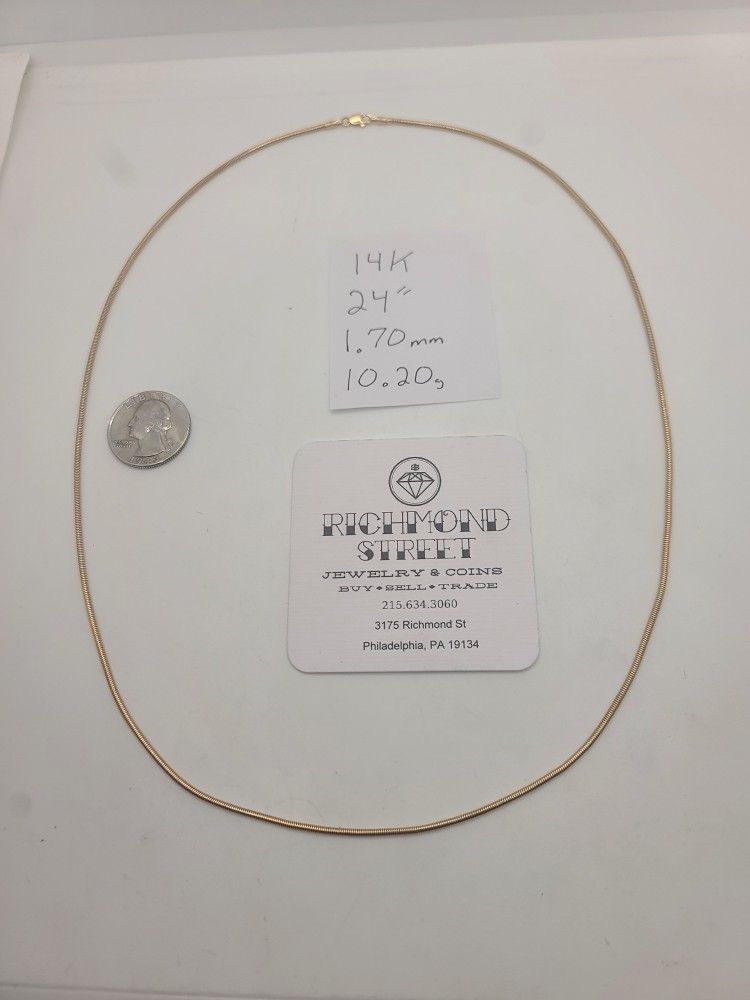 14K
24"
1.70mm
10.20g
LIBERTY
RICHMOND
STREET
JEWELRY & COINS
BUY • SELL • TRADE
215.634.3060
3175 Richmond St
Philadelphia, PA 19134